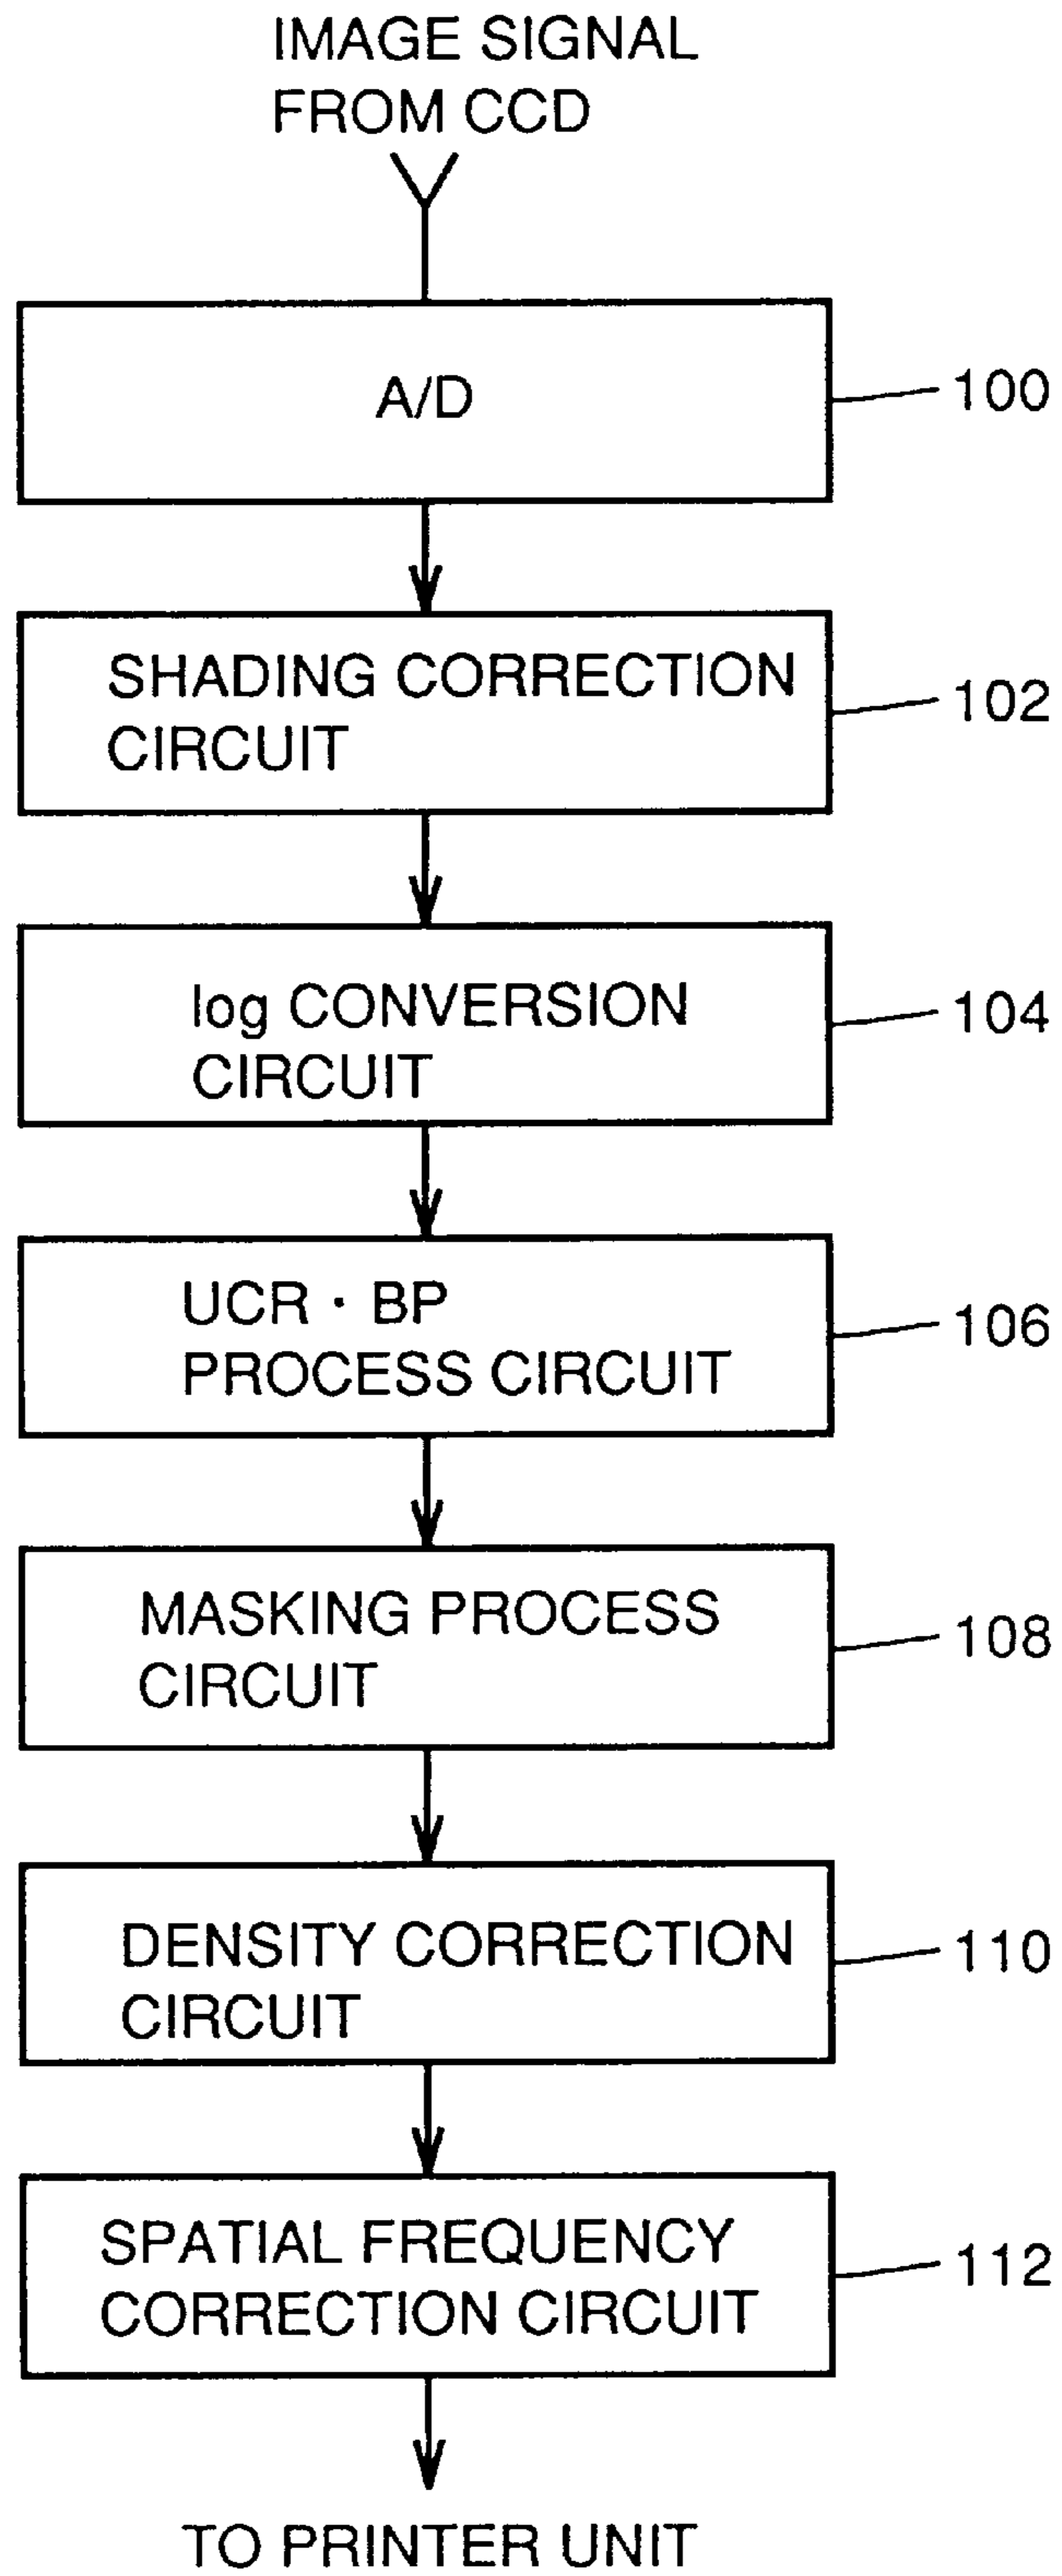 IMAGE SIGNAL
FROM CCD
A/D
100
SHADING CORRECTION
CIRCUIT
102
log CONVERSION
CIRCUIT
104
UCR・BP
PROCESS CIRCUIT
106
MASKING PROCESS
CIRCUIT
108
DENSITY CORRECTION
CIRCUIT
110
SPATIAL FREQUENCY
CORRECTION CIRCUIT
112
TO PRINTER UNIT